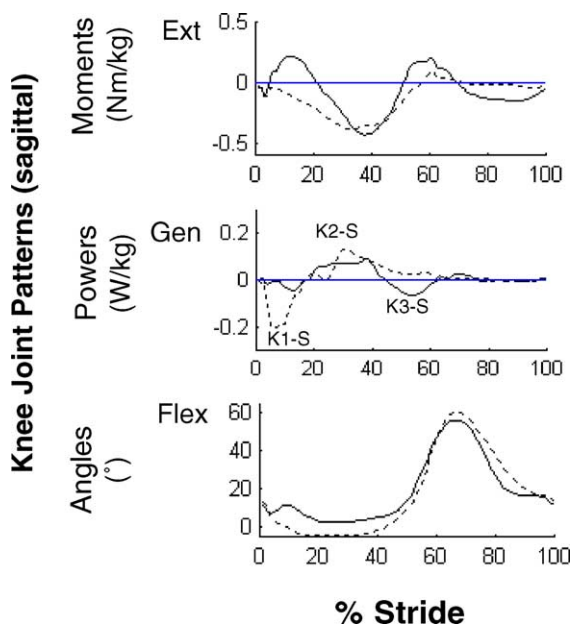 Knee Joint Patterns (sagittal)
Moments
(Nm/kg)
Ext
0.5
0
-0.5
0 20 40 60 80 100
Powers
(W/kg)
Gen
0.2
0
-0.2
K1-S
K2-S
K3-S
0 20 40 60 80 100
Angles
(°)
Flex
60
40
20
0
0 20 40 60 80 100
% Stride